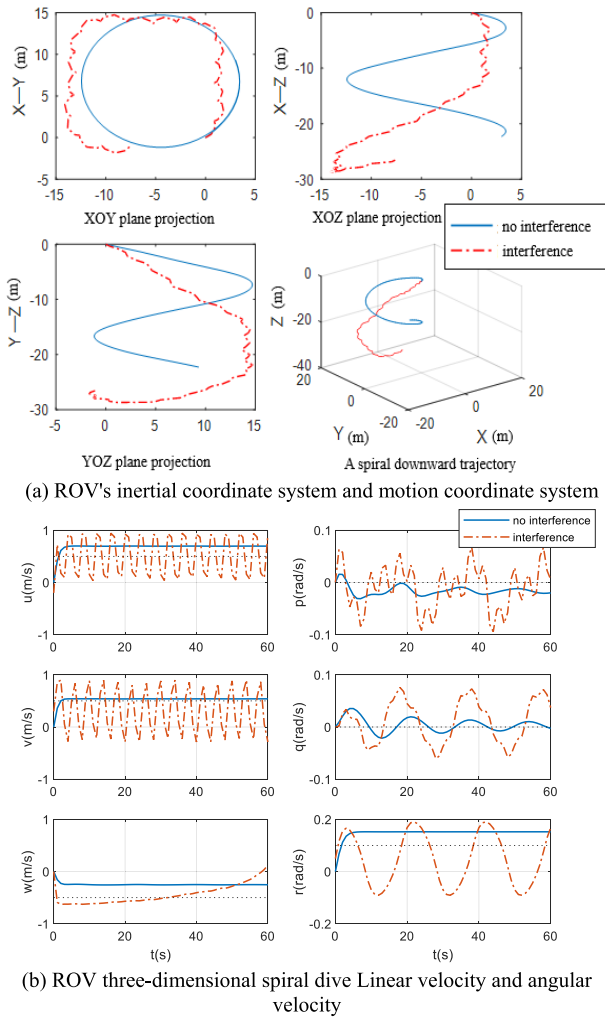 15
10
5
0
-5
X—Y (m)
-15 -10 -5 0 5
XOY plane projection
0
-10
-20
-30
X—Z (m)
-15 -10 -5 0 5
XOZ plane projection
no interference
interference
0
-10
-20
-30
Y—Z (m)
0 5 10 15
YOZ plane projection
0
-20
-40
Z (m)
20
0
-20
Y (m)
-20
0
20
X (m)
A spiral downward trajectory
(a) ROV's inertial coordinate system and motion coordinate system
no interference
interference
1
0
-1
u(m/s)
0 20 40 60
0.1
0
-0.1
p(rad/s)
0 20 40 60
1
0
-1
v(m/s)
0 20 40 60
0.1
0
-0.1
q(rad/s)
0 20 40 60
1
0
-1
w(m/s)
0 20 40 60
t(s)
0.2
0
-0.2
r(rad/s)
0 20 40 60
t(s)
(b) ROV three-dimensional spiral dive Linear velocity and angular
velocity